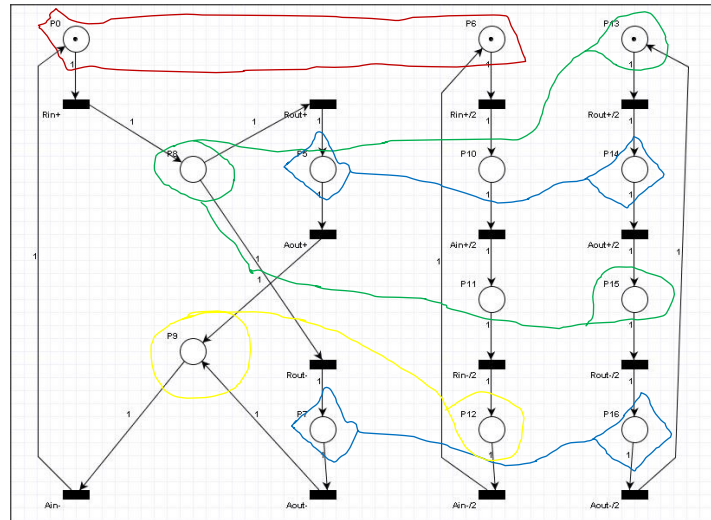 P0
P6
P13
1
1
1
Rin+
1
1
Rout+
Rin+/2
Rout+/2
1
1
1
P8
P5
P10
P14
1
1
1
Aout+
Ain+/2
Aout+/2
1
1
1
1
1
1
1
P11
P15
P9
1
1
Rout-
Rin-/2
Rout-/2
1
1
1
P7
P12
P16
1
1
1
1
1
Ain-
Aout-
Ain-/2
Aout-/2